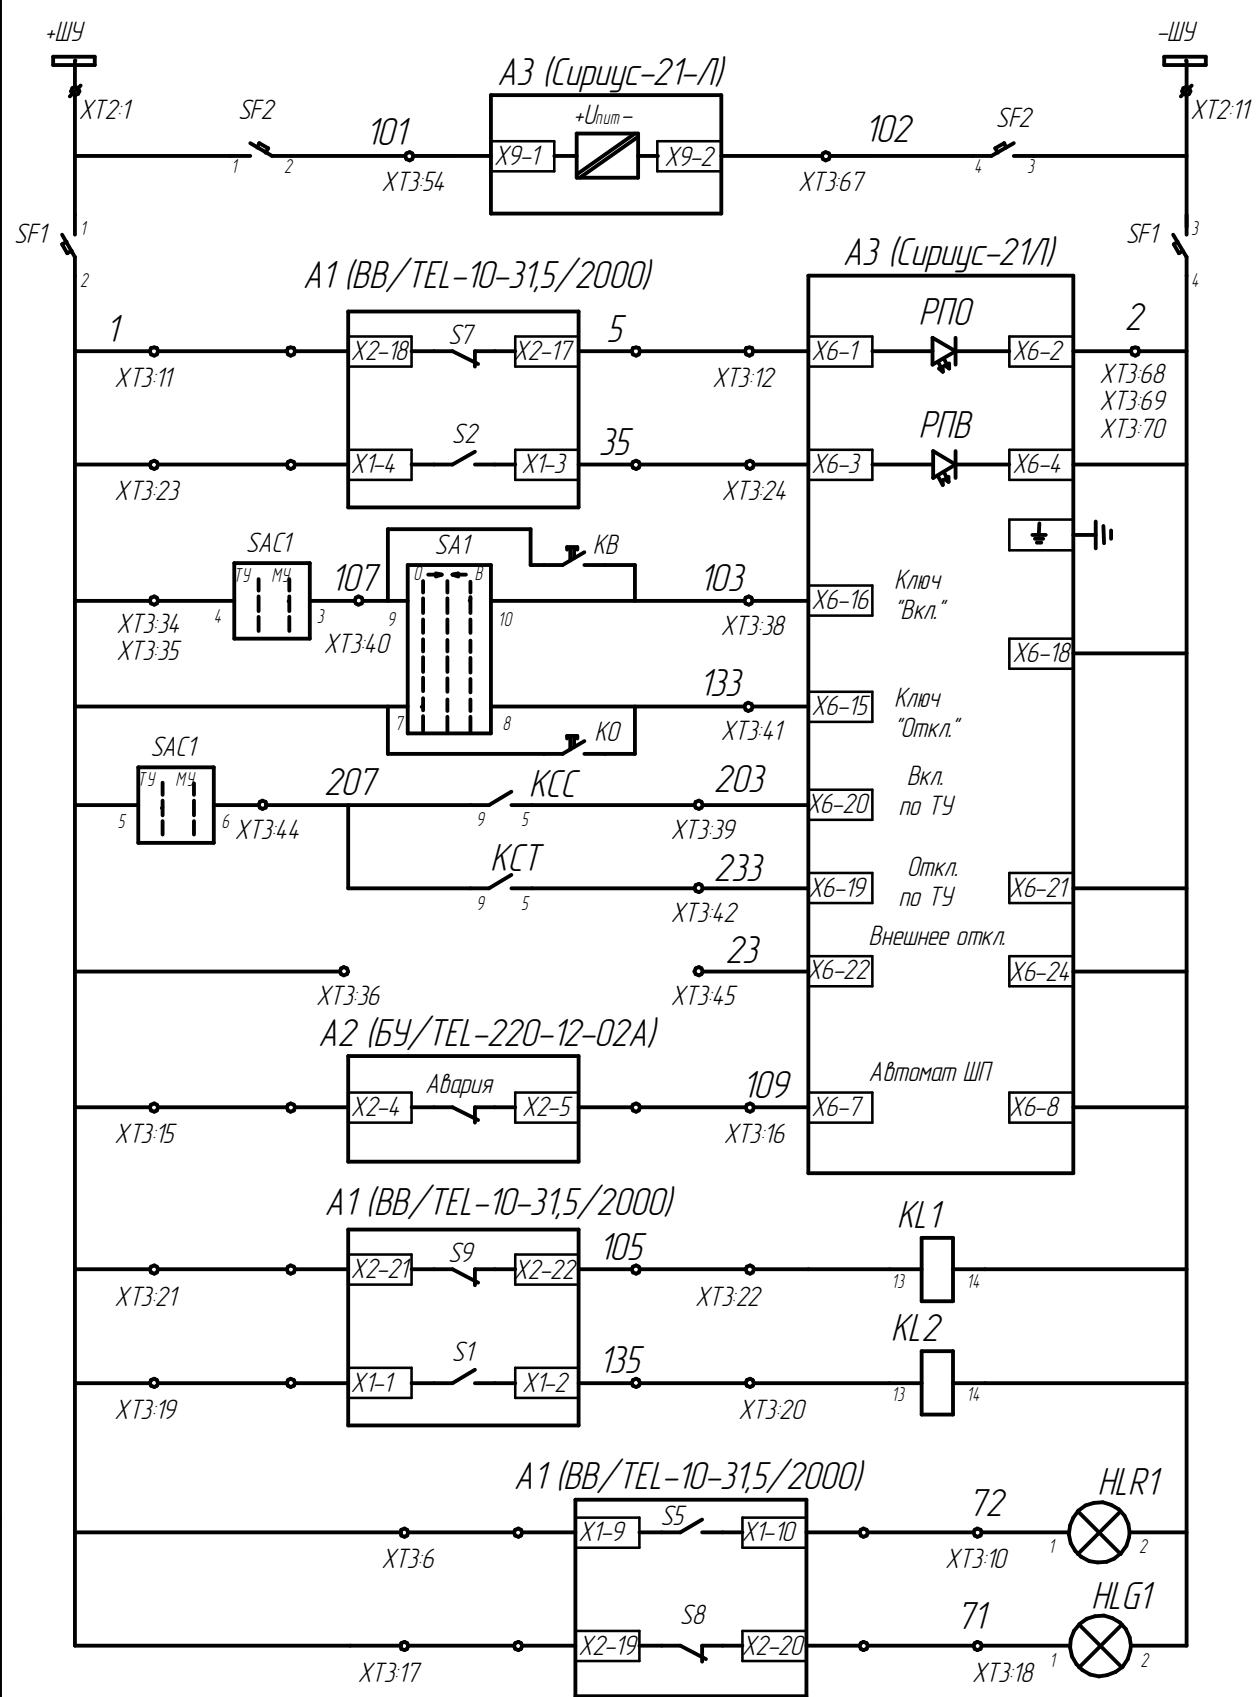 +ШУ
–ШУ
XT2:1
XT2:11
А3 (Сириус–21–Л)
SF2
1
2
101
XT3:54
X9–1
+Uпит–
X9–2
102
XT3:67
SF2
4
3
SF1
1
2
SF1
3
4
А1 (ВВ/TEL–10–31,5/2000)
А3 (Сириус–21Л)
1
XT3:11
X2–18
S7
X2–17
5
XT3:12
X6–1
РПО
X6–2
2
XT3:68
XT3:69
XT3:70
XT3:23
X1–4
S2
X1–3
35
XT3:24
X6–3
РПВ
X6–4
XT3:34
XT3:35
SAC1
ТУ МУ
4
3
107
XT3:40
SA1
О
В
9
10
КВ
103
XT3:38
X6–16
Ключ
"Вкл."
X6–18
7
8
КО
133
XT3:41
X6–15
Ключ
"Откл."
SAC1
ТУ МУ
5
6
XT3:44
207
КСС
9
5
203
XT3:39
X6–20
Вкл.
по ТУ
КСТ
9
5
233
XT3:42
X6–19
Откл.
по ТУ
X6–21
XT3:36
23
XT3:45
Внешнее откл.
X6–22
X6–24
А2 (БУ/TEL–220–12–02А)
XT3:15
X2–4
Авария
X2–5
109
XT3:16
Автомат ШП
X6–7
X6–8
А1 (ВВ/TEL–10–31,5/2000)
XT3:21
X2–21
S9
X2–22
105
XT3:22
KL1
13
14
XT3:19
X1–1
S1
X1–2
135
XT3:20
KL2
13
14
А1 (ВВ/TEL–10–31,5/2000)
XT3:6
X1–9
S5
X1–10
72
XT3:10
HLR1
1
2
XT3:17
X2–19
S8
X2–20
71
XT3:18
HLG1
1
2